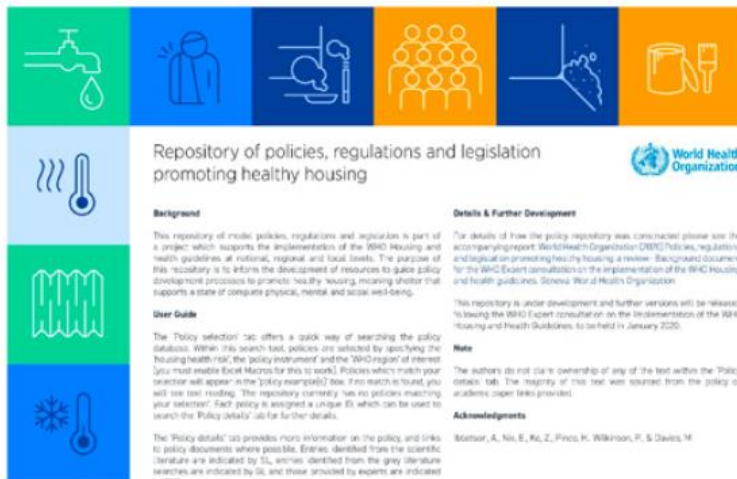 Repository of policies, regulations and legislation
promoting healthy housing
World Health
Organization
Background
This repository of model policies, regulations and legislation is part of
a project which supports the implementation of the WHO Housing and
health guidelines at national, regional and local levels. The purpose of
this repository is to inform the development of resources to guide policy
development processes to promote healthy housing, meaning shelter that
supports a state of complete physical, mental and social well-being.
User Guide
The 'Policy selection' tab offers a quick way of searching the policy
database. Within this search tool, policies are selected by specifying the
'housing health risk', the 'policy instrument' and the 'WHO region' of interest
(you must enable Excel Macros for this to work). Policies which match your
selection will appear in the 'policy example(s)' box. If no match is found, you
will see text reading, 'The repository currently has no policies matching
your selection'. Each policy is assigned a unique ID, which can be used to
search the 'Policy details' tab for further details.
The 'Policy details' tab provides more information on the policy, and links
to policy documents where possible. Entries identified from the scientific
literature are indicated by SL, entries identified from the grey literature
searches are indicated by GL and those provided by experts are indicated
Details & Further Development
For details of how the policy repository was constructed please see the
accompanying report: World Health Organization (2020) Policies, regulations
and legislation promoting healthy housing: a review - Background document
for the WHO Expert consultation on the implementation of the WHO Housing
and health guidelines. Geneva: World Health Organization
This repository is under development and further versions will be released
following the WHO Expert consultation on the Implementation of the WHO
Housing and Health Guidelines, to be held in January 2020.
Note
The authors do not claim ownership of any of the text within the 'Policy
details' tab. The majority of this text was sourced from the policy or
academic paper links provided.
Acknowledgments
A., Nix, E., Ko, Z., Pinco, H., Wilkinson, P., & Davies, M